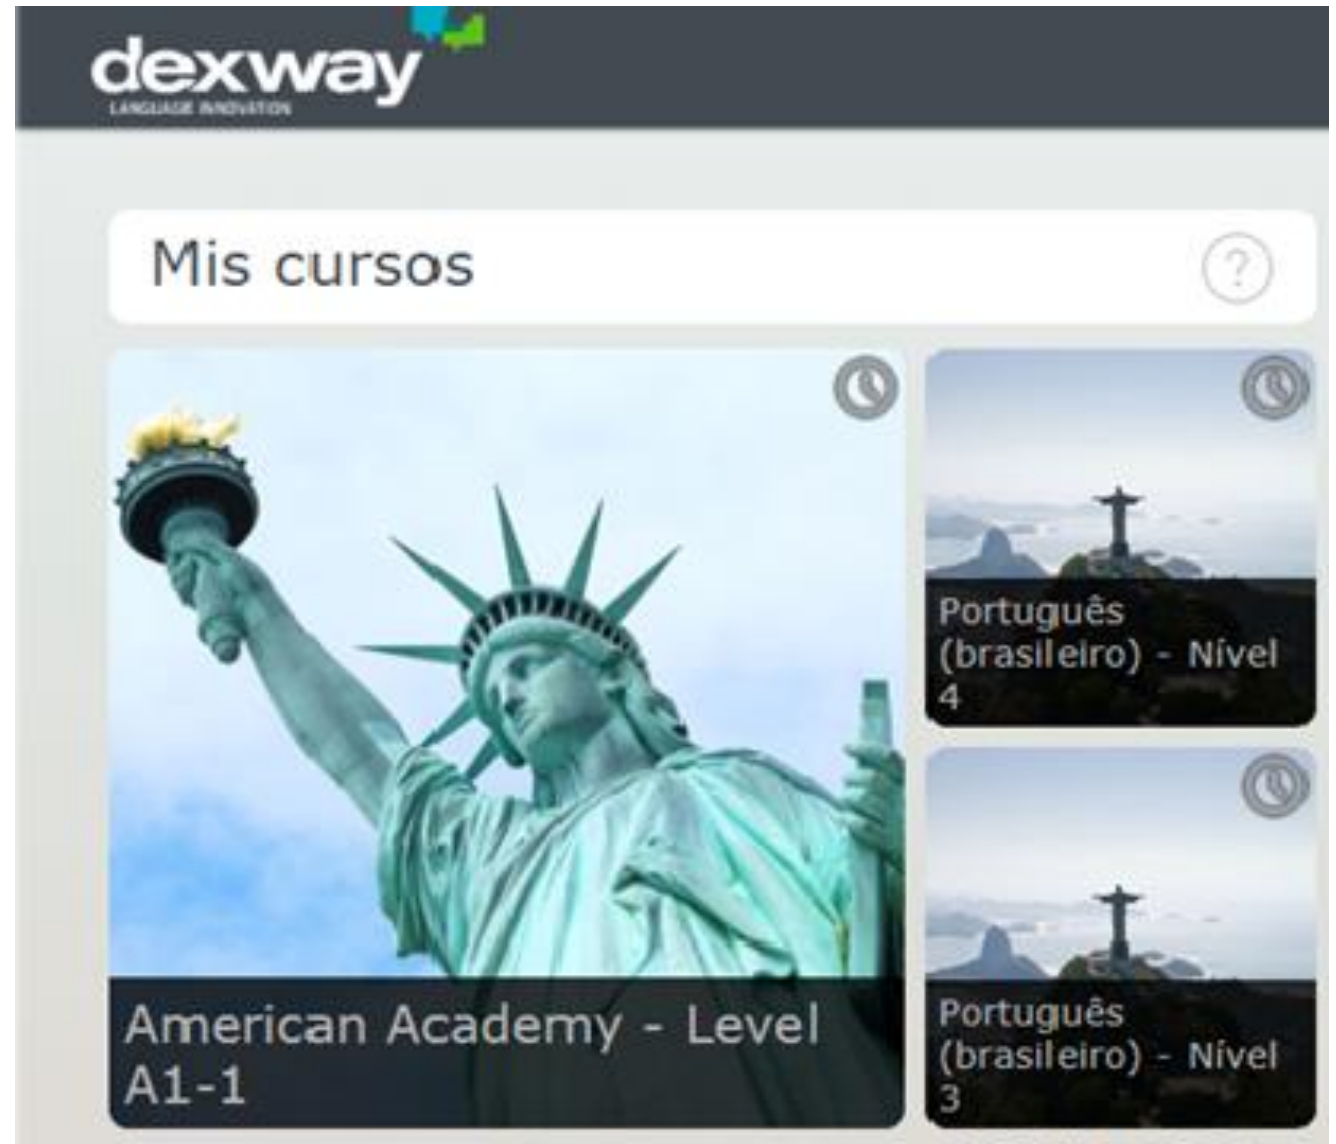 dexway
LANGUAGE INNOVATION
Mis cursos
?
American Academy - Level
A1-1
Português
(brasileiro) - Nível
4
Português
(brasileiro) - Nível
3